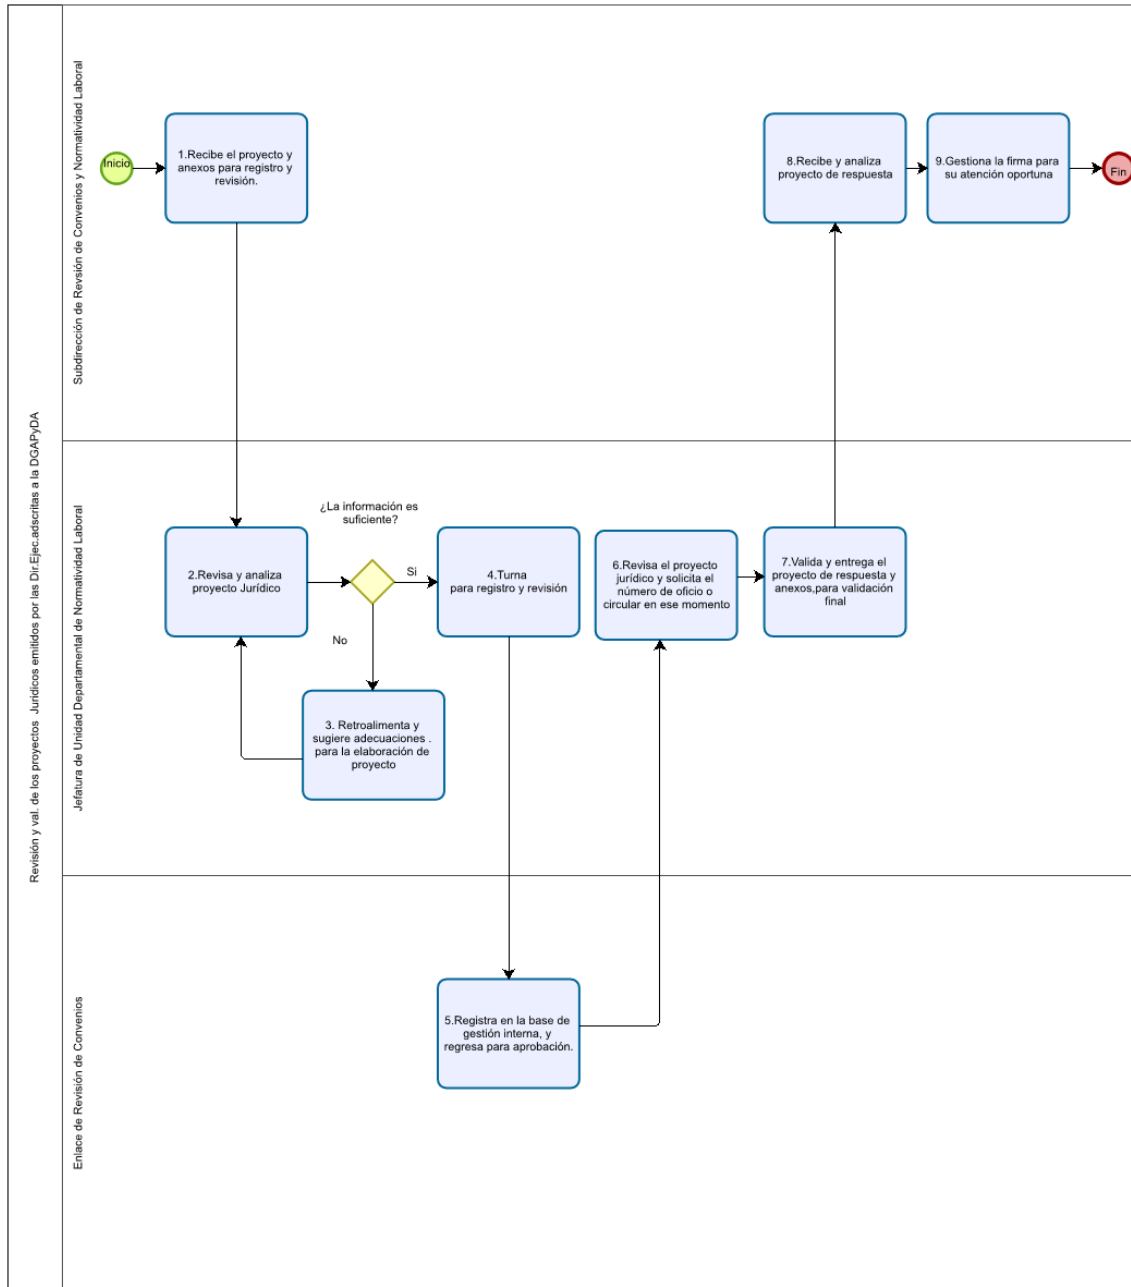 Revisión y val. de los proyectos  Jurídicos emitidos por las Dir.Ejec.adscritas a la DGAPyDA
Subdirección de Revsión de Convenios y Normatividad Laboral
Inicio
1.Recibe el proyecto y
anexos para registro y
revisión.
8.Recibe y analiza
proyecto de respuesta
9.Gestiona la firma para
su atención oportuna
Fin
Jefatura de Unidad Departamental de Normatividad Laboral
2.Revisa y analiza
proyecto Jurídico
¿La información es
suficiente?
Si
No
3. Retroalimenta y
sugiere adecuaciones .
para la elaboración de
proyecto
4.Turna
para registro y revisión
6.Revisa el proyecto
jurídico y solicita el
número de oficio o
circular en ese momento
7.Valida y entrega el
proyecto de respuesta y
anexos,para validación
final
Enlace de Revisión de Convenios
5.Registra en la base de
gestión interna, y
regresa para aprobación.